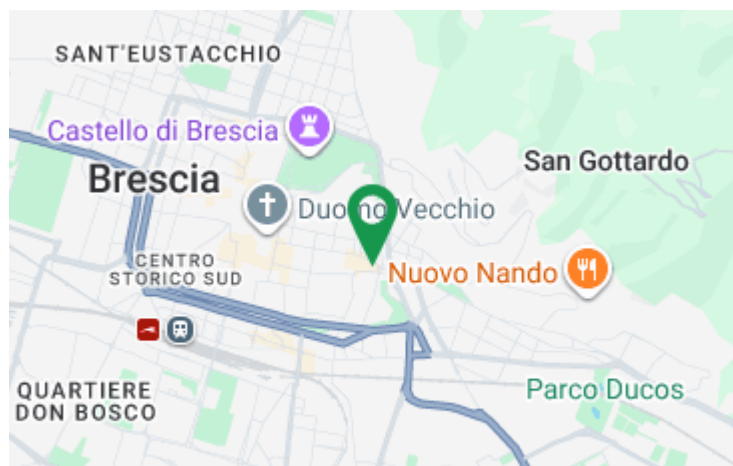 SANT'EUSTACCHIO
Castello di Brescia
San Gottardo
Brescia
Duomo Vecchio
CENTRO
STORICO SUD
Nuovo Nando
QUARTIERE
DON BOSCO
Parco Ducos